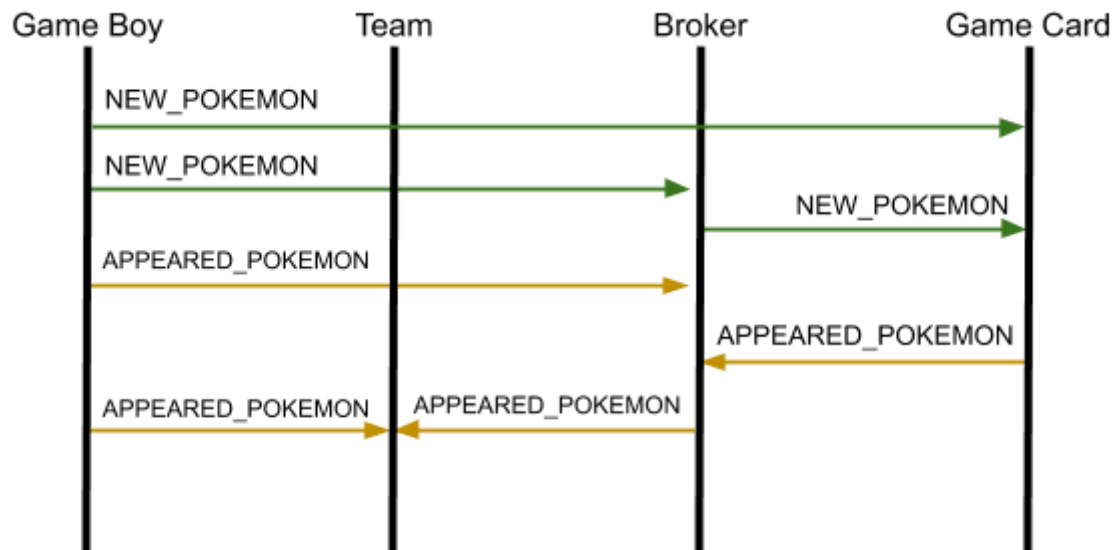 Game Boy Team Broker Game Card
NEW_POKEMON
NEW_POKEMON
NEW_POKEMON
APPEARED_POKEMON
APPEARED_POKEMON
APPEARED_POKEMON APPEARED_POKEMON